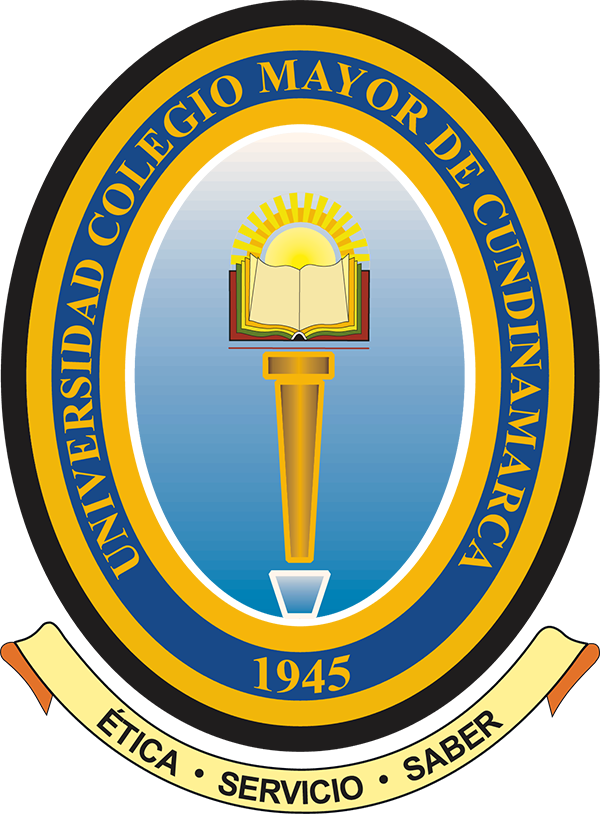 UNIVERSIDAD COLEGIO MAYOR DE CUNDINAMARCA
1945
ÉTICA • SERVICIO • SABER